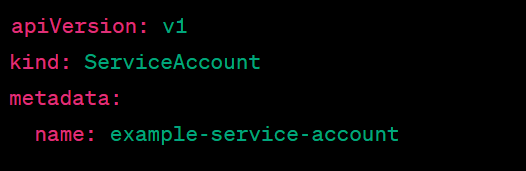 apiVersion: v1
kind: ServiceAccount
metadata:
  name: example-service-account